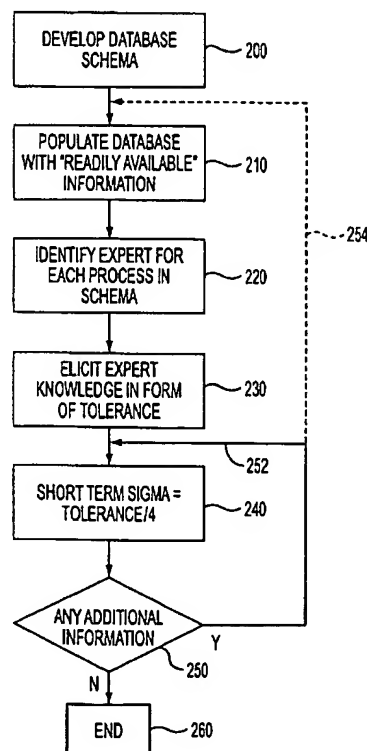 DEVELOP DATABASE
SCHEMA
200
POPULATE DATABASE
WITH "READILY AVAILABLE"
INFORMATION
210
254
IDENTIFY EXPERT FOR
EACH PROCESS IN
SCHEMA
220
ELICIT EXPERT
KNOWLEDGE IN FORM
OF TOLERANCE
230
252
SHORT TERM SIGMA =
TOLERANCE/4
240
ANY ADDITIONAL
INFORMATION
Y
250
N
END
260